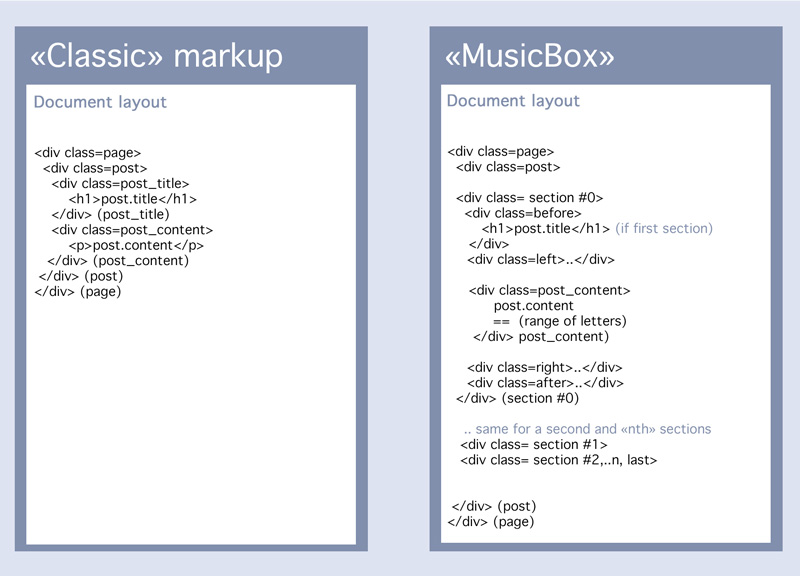 «Classic» markup
Document layout
<div class=page>
<div class=post>
<div class=post_title>
<h1>post.title</h1>
</div> (post_title)
<div class=post_content>
<p>post.content</p>
</div> (post_content)
</div> (post)
</div> (page)
«MusicBox»
Document layout
<div class=page>
<div class=post>
<div class= section #0>
<div class=before>
<h1>post.title</h1> (if first section)
</div>
<div class=left>..</div>
<div class=post_content>
post.content
== (range of letters)
</div> post_content)
<div class=right>..</div>
<div class=after>..</div>
</div> (section #0)
.. same for a second and «nth» sections
<div class= section #1>
<div class= section #2,..n, last>
</div> (post)
</div> (page)